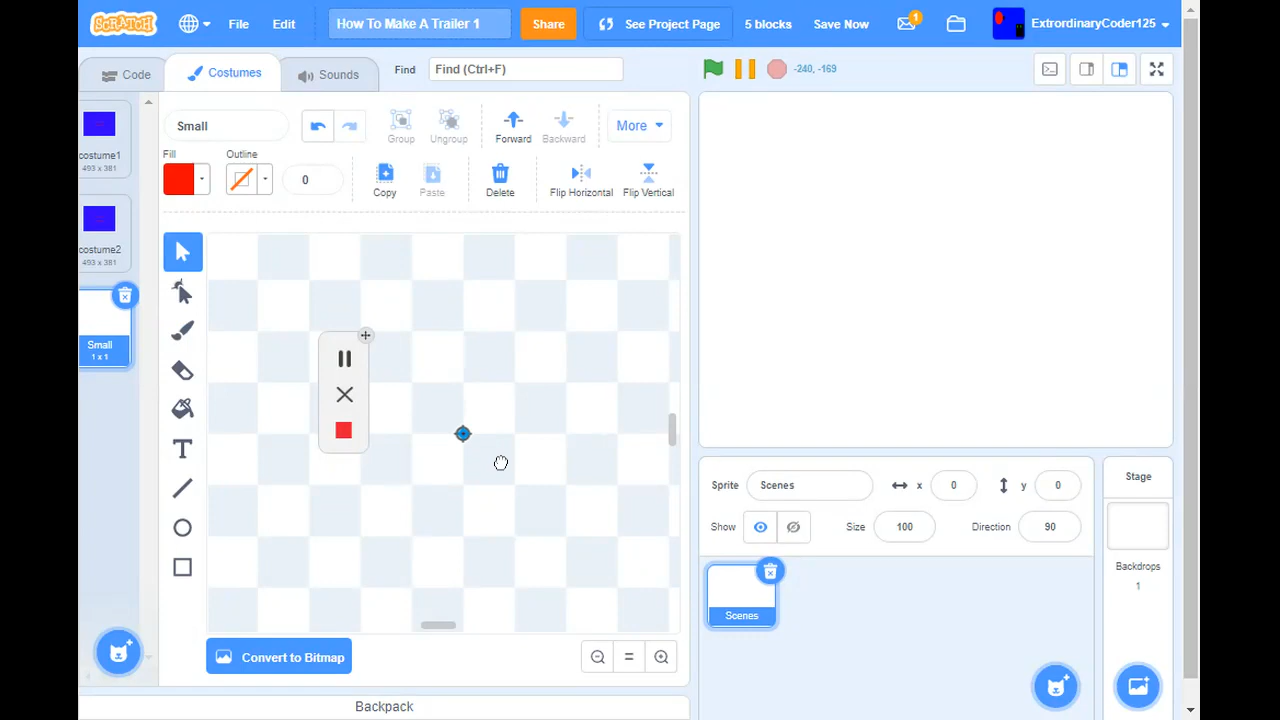 SCRATCH
File
Edit
How To Make A Trailer 1
Share
See Project Page
5 blocks
Save Now
1
ExtrordinaryCoder125
Code
Costumes
Sounds
Find
Find (Ctrl+F)
-240, -169
costume1
493 x 381
costume2
493 x 381
Small
1 x 1
Small
Group
Ungroup
Forward
Backward
More
Fill
Outline
0
Copy
Paste
Delete
Flip Horizontal
Flip Vertical
T
Convert to Bitmap
Backpack
Sprite
Scenes
x
0
y
0
Show
Size
100
Direction
90
Scenes
Stage
Backdrops
1